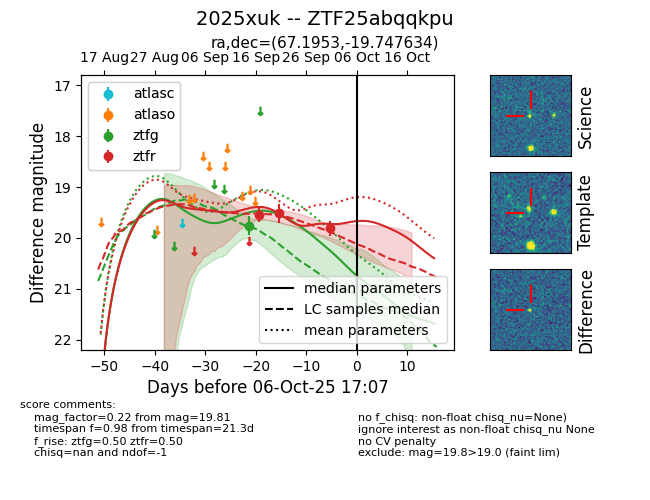 2025xuk -- ZTF25abqqkpu
ra,dec=(67.1953,-19.747634)
17 Aug 27 Aug 06 Sep 16 Sep 26 Sep 06 Oct 16 Oct
17
18
19
20
21
22
Difference magnitude
atlasc
atlaso
ztfg
ztfr
median parameters
LC samples median
mean parameters
−50 −40 −30 −20 −10 0 10
Days before 06-Oct-25 17:07
Science
Template
Difference
score comments:
mag_factor=0.22 from mag=19.81
timespan f=0.98 from timespan=21.3d
f_rise: ztfg=0.50 ztfr=0.50
chisq=nan and ndof=-1
no f_chisq: non-float chisq_nu=None)
ignore interest as non-float chisq_nu None
no CV penalty
exclude: mag=19.8>19.0 (faint lim)